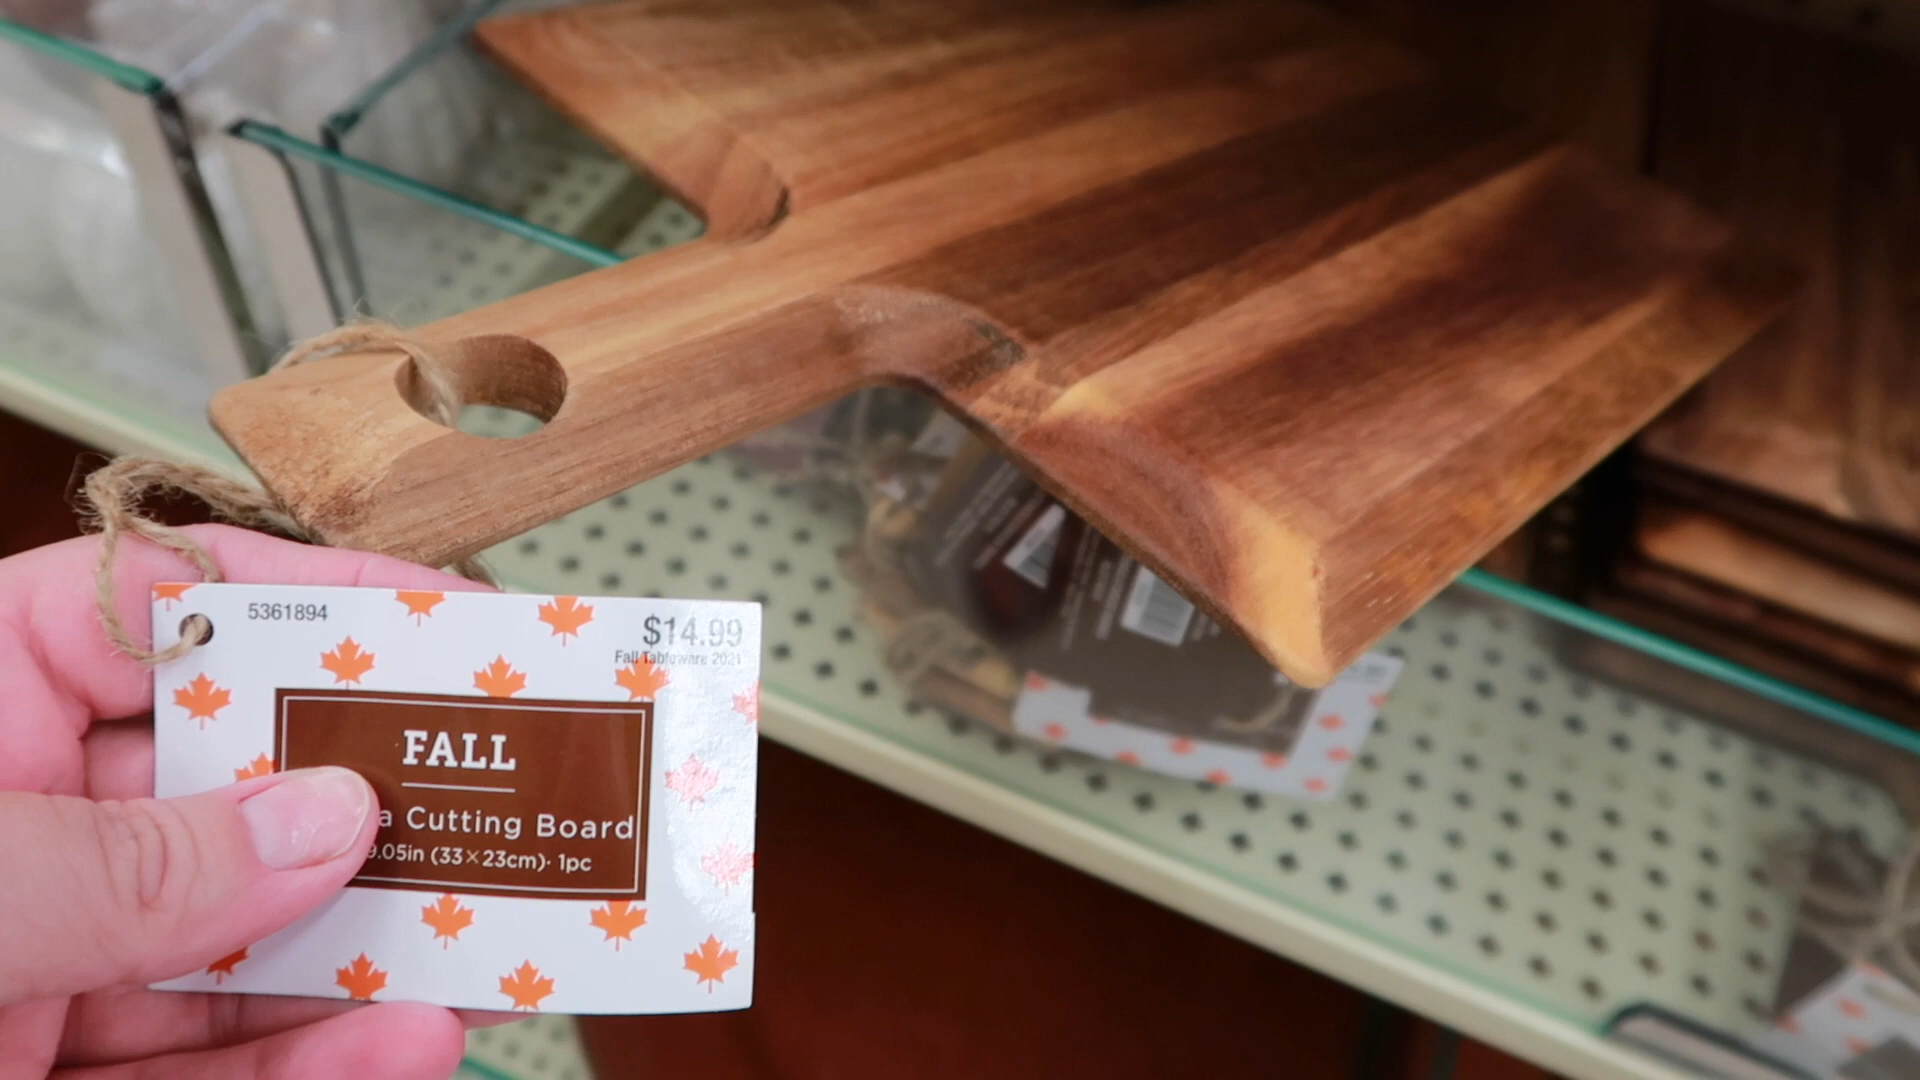 5361894
$14.99
Fall Tableware 2021
FALL
a Cutting Board
9.05in (33×23cm)· 1pc